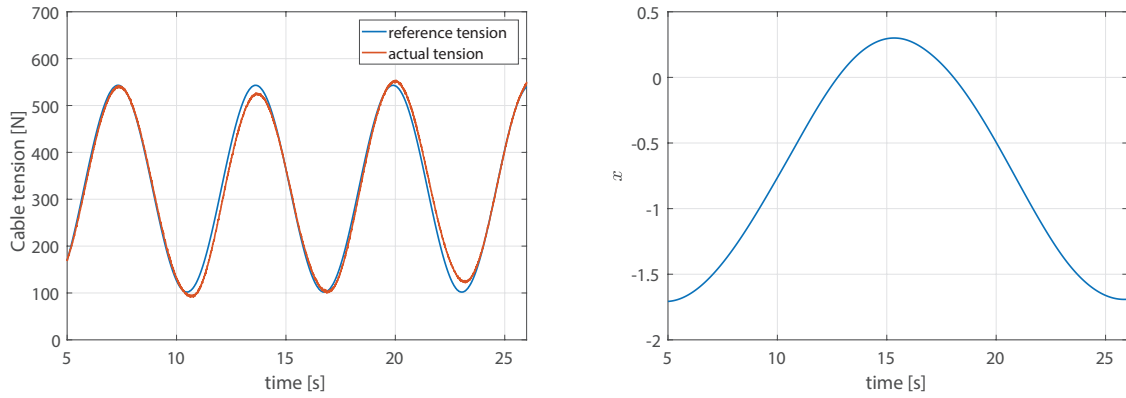 700
600
500
400
300
200
100
0
Cable tension [N]
reference tension
actual tension
5 10 15 20 25
time [s]
0.5
0
-0.5
-1
-1.5
-2
x
5 10 15 20 25
time [s]